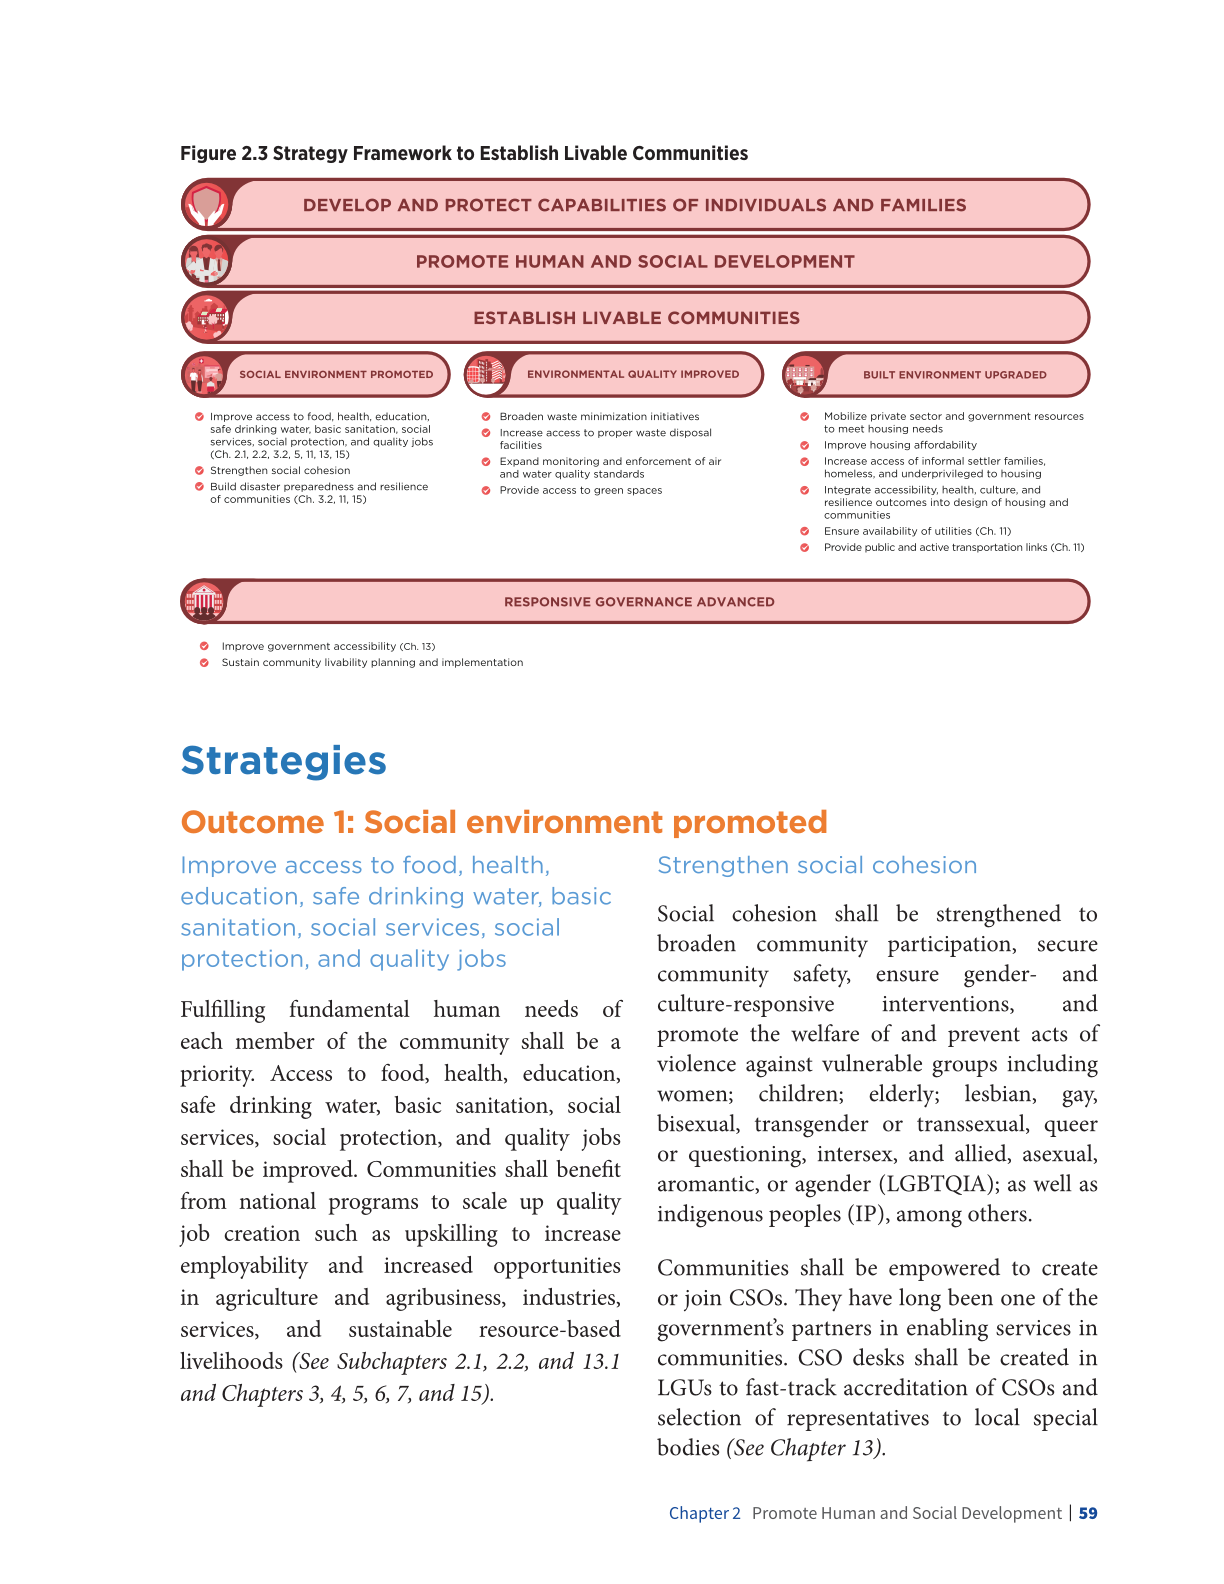 Figure 2.3 Strategy Framework to Establish Livable Communities
DEVELOP AND PROTECT CAPABILITIES OF INDIVIDUALS AND FAMILIES
PROMOTE HUMAN AND SOCIAL DEVELOPMENT
ESTABLISH LIVABLE COMMUNITIES
SOCIAL ENVIRONMENT PROMOTED
Improve access to food, health, education,
safe drinking water, basic sanitation, social
services, social protection, and quality jobs
(Ch. 2.1, 2.2, 3.2, 5, 11, 13, 15)
Strengthen social cohesion
Build disaster preparedness and resilience
of communities (Ch. 3.2, 11, 15)
ENVIRONMENTAL QUALITY IMPROVED
Broaden waste minimization initiatives
Increase access to proper waste disposal
facilities
Expand monitoring and enforcement of air
and water quality standards
Provide access to green spaces
BUILT ENVIRONMENT UPGRADED
Mobilize private sector and government resources
to meet housing needs
Improve housing affordability
Increase access of informal settler families,
homeless, and underprivileged to housing
Integrate accessibility, health, culture, and
resilience outcomes into design of housing and
communities
Ensure availability of utilities (Ch. 11)
Provide public and active transportation links (Ch. 11)
RESPONSIVE GOVERNANCE ADVANCED
Improve government accessibility (Ch. 13)
Sustain community livability planning and implementation
Strategies
Outcome 1: Social environment promoted
Improve access to food, health,
education, safe drinking water, basic
sanitation, social services, social
protection, and quality jobs
Fulfilling fundamental human needs of
each member of the community shall be a
priority. Access to food, health, education,
safe drinking water, basic sanitation, social
services, social protection, and quality jobs
shall be improved. Communities shall benefit
from national programs to scale up quality
job creation such as upskilling to increase
employability and increased opportunities
in agriculture and agribusiness, industries,
services, and sustainable resource-based
livelihoods (See Subchapters 2.1, 2.2, and 13.1
and Chapters 3, 4, 5, 6, 7, and 15).
Strengthen social cohesion
Social cohesion shall be strengthened to
broaden community participation, secure
community safety, ensure gender- and
culture-responsive interventions, and
promote the welfare of and prevent acts of
violence against vulnerable groups including
women; children; elderly; lesbian, gay,
bisexual, transgender or transsexual, queer
or questioning, intersex, and allied, asexual,
aromantic, or agender (LGBTQIA); as well as
indigenous peoples (IP), among others.
Communities shall be empowered to create
or join CSOs. They have long been one of the
government’s partners in enabling services in
communities. CSO desks shall be created in
LGUs to fast-track accreditation of CSOs and
selection of representatives to local special
bodies (See Chapter 13).
Chapter 2 Promote Human and Social Development | 59